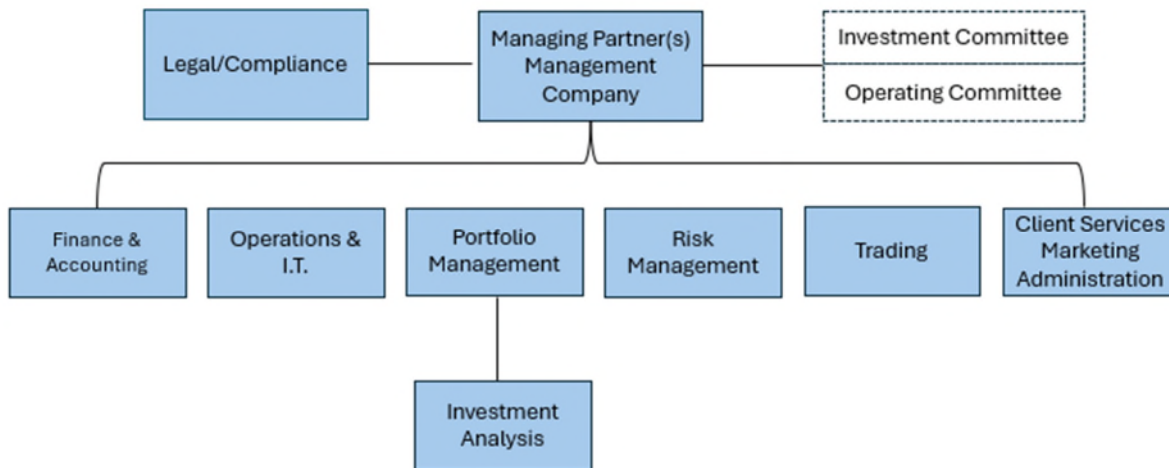 Legal/Compliance
Managing Partner(s)
Management
Company
Investment Committee
Operating Committee
Finance &
Accounting
Operations &
I.T.
Portfolio
Management
Risk
Management
Trading
Client Services
Marketing
Administration
Investment
Analysis